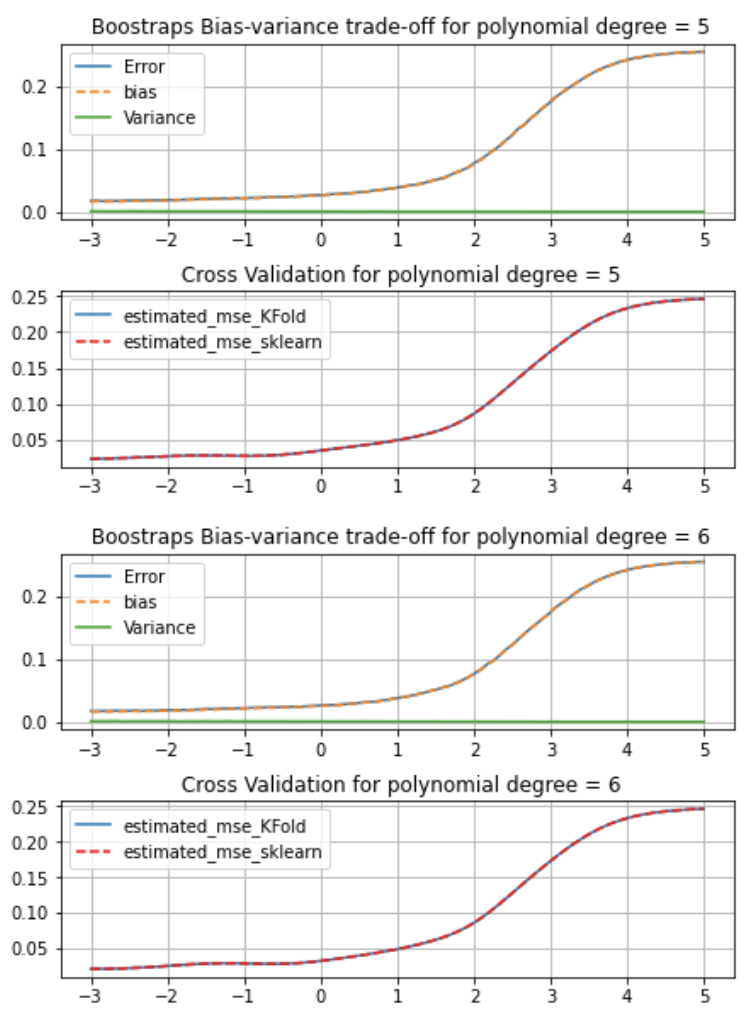 Boostraps Bias-variance trade-off for polynomial degree = 5
Error
bias
Variance
0.2
0.1
0.0
−3 −2 −1 0 1 2 3 4 5
Cross Validation for polynomial degree = 5
estimated_mse_KFold
estimated_mse_sklearn
0.25
0.20
0.15
0.10
0.05
−3 −2 −1 0 1 2 3 4 5
Boostraps Bias-variance trade-off for polynomial degree = 6
Error
bias
Variance
0.2
0.1
0.0
−3 −2 −1 0 1 2 3 4 5
Cross Validation for polynomial degree = 6
estimated_mse_KFold
estimated_mse_sklearn
0.25
0.20
0.15
0.10
0.05
−3 −2 −1 0 1 2 3 4 5